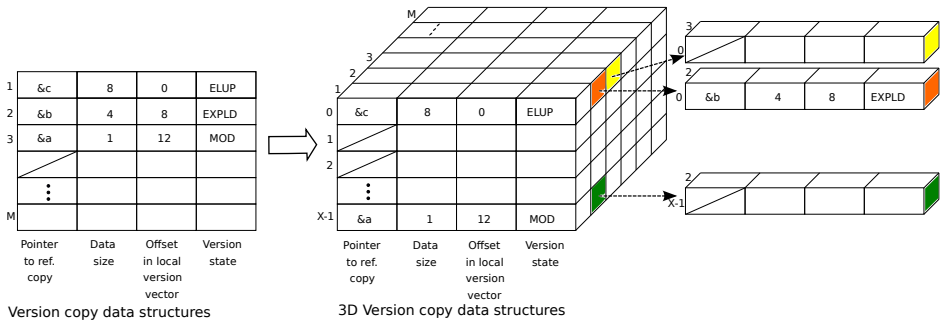 1 &c 8 0 ELUP
2 &b 4 8 EXPLD
3 &a 1 12 MOD
M
Pointer to ref. copy
Data size
Offset in local version vector
Version state
Version copy data structures
M
3
2
1
0 &c 8 0 ELUP
1
2
X-1 &a 1 12 MOD
Pointer to ref. copy
Data size
Offset in local version vector
Version state
3D Version copy data structures
3
0
2
0 &b 4 8 EXPLD
2
X-1